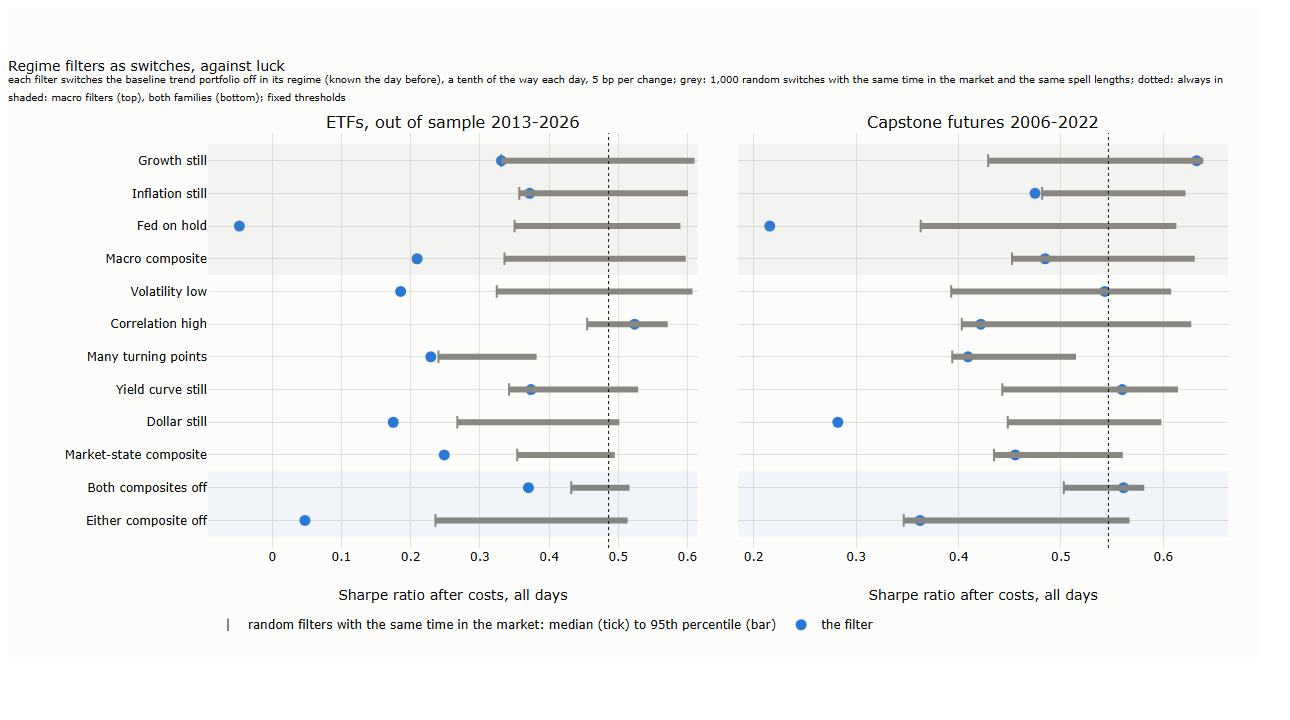 Regime filters as switches, against luck
each filter switches the baseline trend portfolio off in its regime (known the day before), a tenth of the way each day, 5 bp per change; grey: 1,000 random switches with the same time in the market and the same spell lengths; dotted: always in
shaded: macro filters (top), both families (bottom); fixed thresholds
ETFs, out of sample 2013-2026
Capstone futures 2006-2022
Growth still
Inflation still
Fed on hold
Macro composite
Volatility low
Correlation high
Many turning points
Yield curve still
Dollar still
Market-state composite
Both composites off
Either composite off
0 0.1 0.2 0.3 0.4 0.5 0.6
0.2 0.3 0.4 0.5 0.6
Sharpe ratio after costs, all days
Sharpe ratio after costs, all days
random filters with the same time in the market: median (tick) to 95th percentile (bar)
the filter